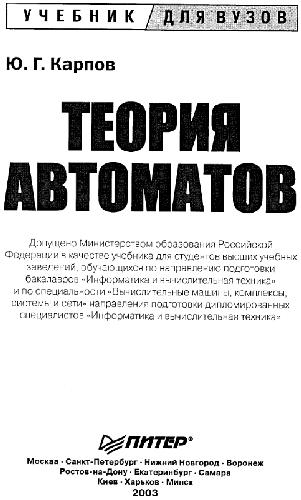 УЧЕБНИК ДЛЯ ВУЗОВ
Ю. Г. Карпов
ТЕОРИЯ
АВТОМАТОВ
Допущено Министерством образования Российской
Федерации в качестве учебника для студентов высших учебных
заведений, обучающихся по направлению подготовки
бакалавров «Информатика и вычислительная техника»
и по специальности «Вычислительные машины, комплексы,
системы и сети» направления подготовки дипломированных
специалистов «Информатика и вычислительная техника»
ПИТЕР®
Москва · Санкт-Петербург · Нижний Новгород · Воронеж
Ростов-на-Дону · Екатеринбург · Самара
Киев · Харьков · Минск
2003